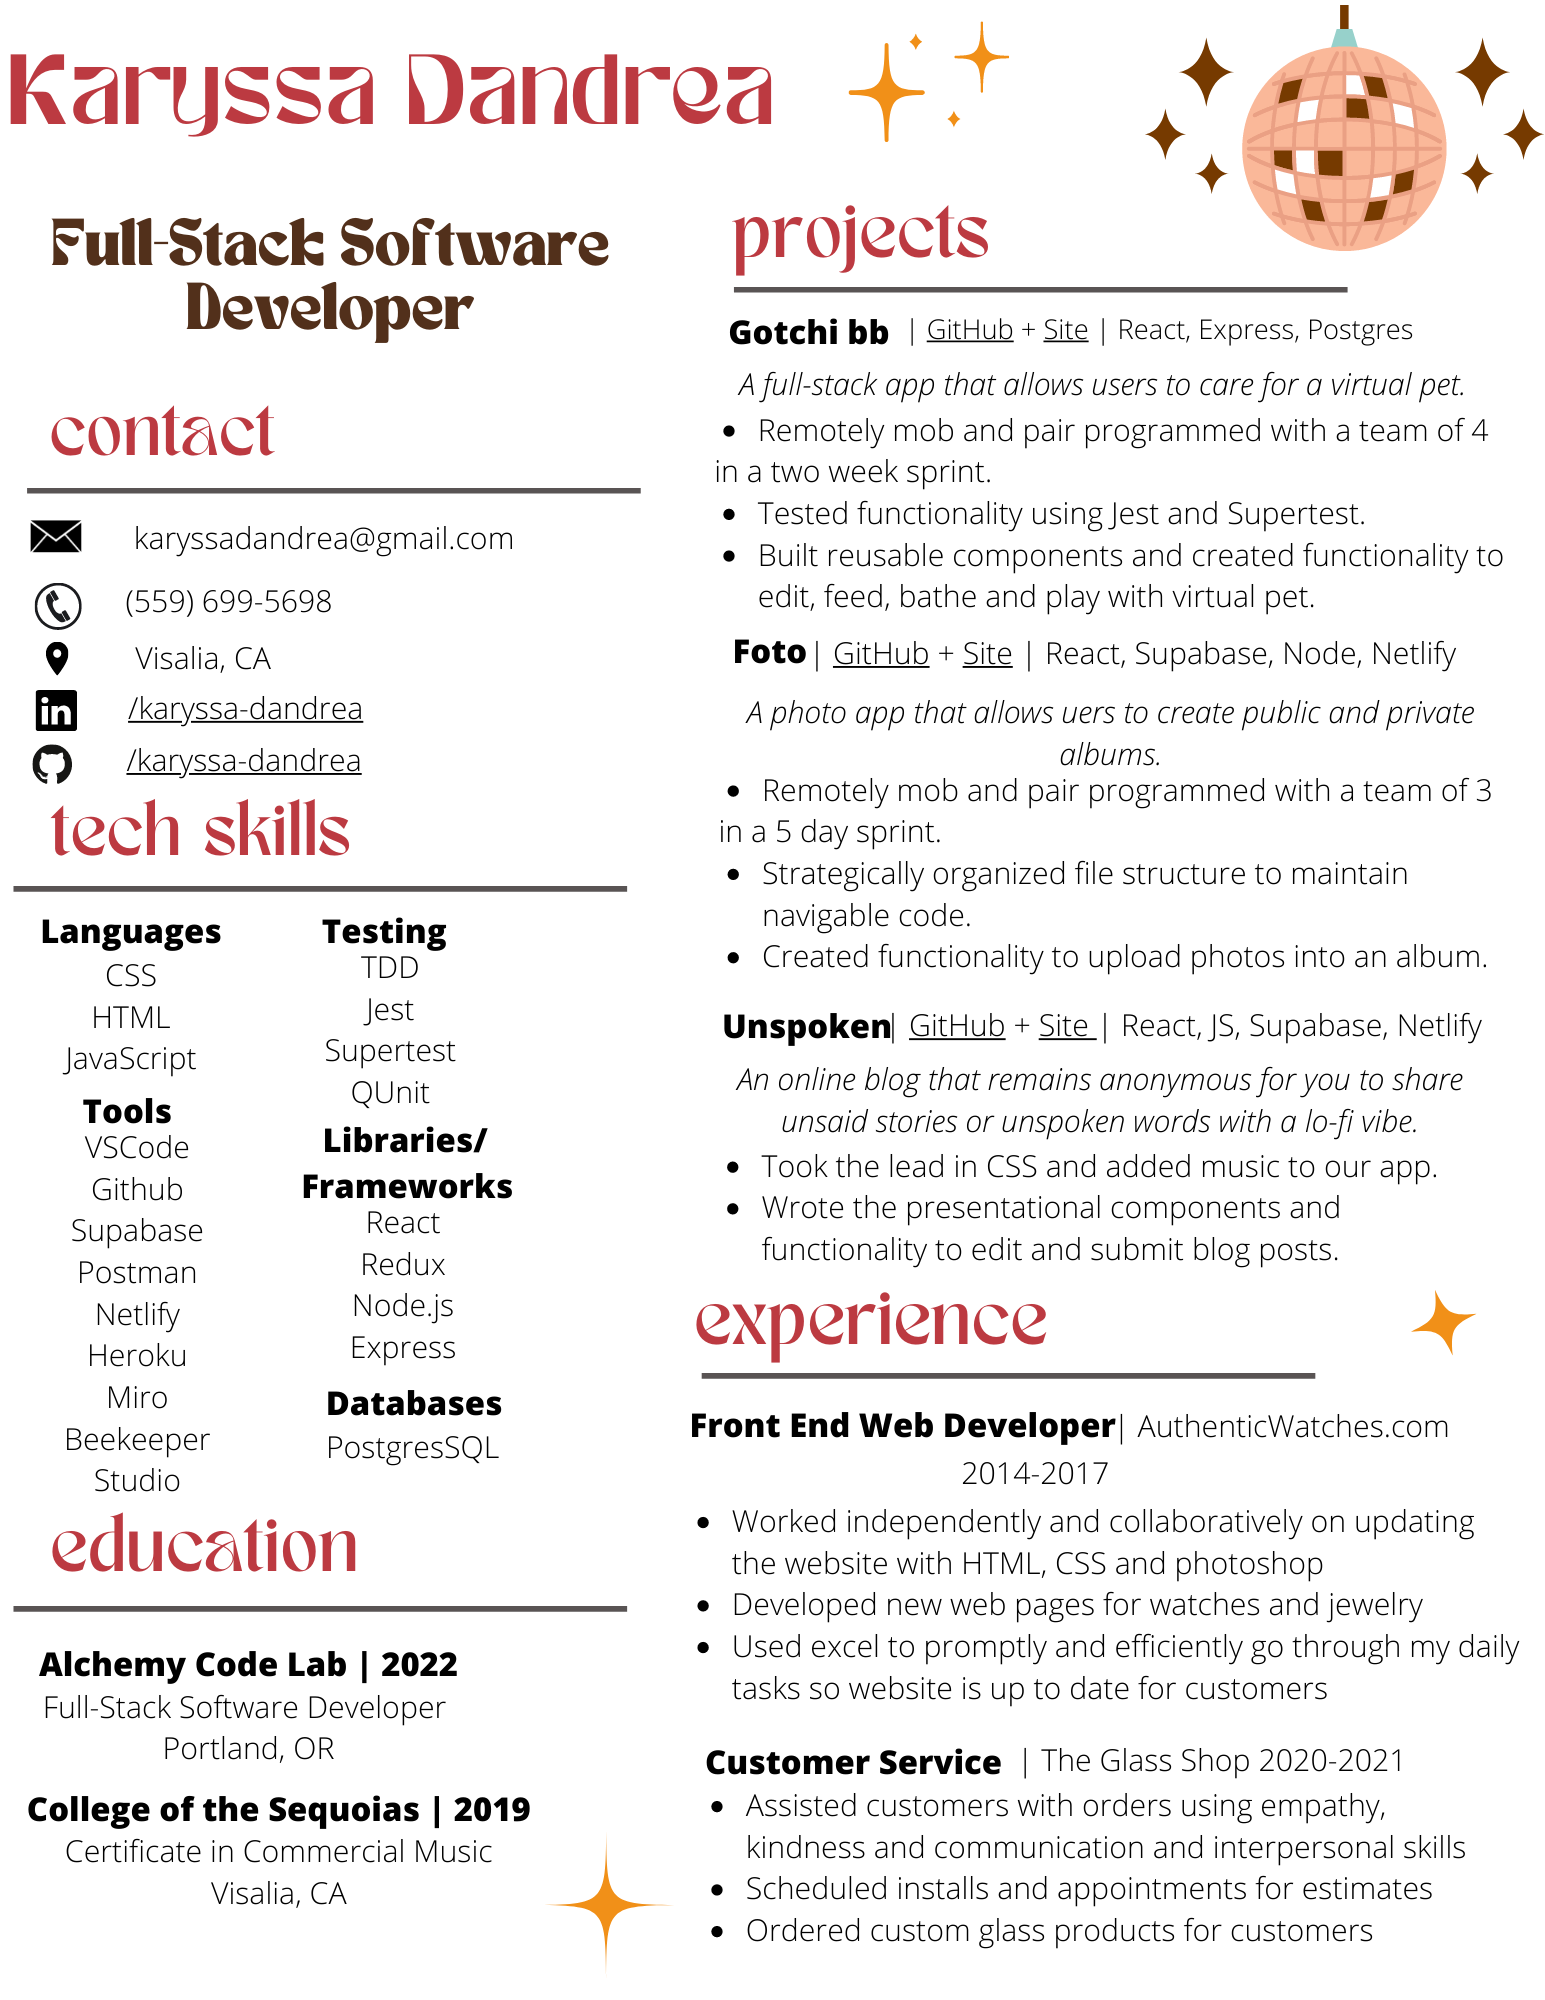 Karyssa Dandrea
Full-Stack Software
Developer
contact
karyssadandrea@gmail.com
(559) 699-5698
Visalia, CA
/karyssa-dandrea
/karyssa-dandrea
tech skills
Languages
CSS
HTML
JavaScript
Tools
VSCode
Github
Supabase
Postman
Netlify
Heroku
Miro
Beekeeper
Studio
Testing
TDD
Jest
Supertest
QUnit
Libraries/
Frameworks
React
Redux
Node.js
Express
Databases
PostgresSQL
education
Alchemy Code Lab | 2022
Full-Stack Software Developer
Portland, OR
College of the Sequoias | 2019
Certificate in Commercial Music
Visalia, CA
projects
Gotchi bb | GitHub + Site | React, Express, Postgres
A full-stack app that allows users to care for a virtual pet.
• Remotely mob and pair programmed with a team of 4
in a two week sprint.
• Tested functionality using Jest and Supertest.
• Built reusable components and created functionality to
edit, feed, bathe and play with virtual pet.
Foto | GitHub + Site | React, Supabase, Node, Netlify
A photo app that allows uers to create public and private
albums.
• Remotely mob and pair programmed with a team of 3
in a 5 day sprint.
• Strategically organized file structure to maintain
navigable code.
• Created functionality to upload photos into an album.
Unspoken| GitHub + Site | React, JS, Supabase, Netlify
An online blog that remains anonymous for you to share
unsaid stories or unspoken words with a lo-fi vibe.
• Took the lead in CSS and added music to our app.
• Wrote the presentational components and
functionality to edit and submit blog posts.
experience
Front End Web Developer| AuthenticWatches.com
2014-2017
• Worked independently and collaboratively on updating
the website with HTML, CSS and photoshop
• Developed new web pages for watches and jewelry
• Used excel to promptly and efficiently go through my daily
tasks so website is up to date for customers
Customer Service | The Glass Shop 2020-2021
• Assisted customers with orders using empathy,
kindness and communication and interpersonal skills
• Scheduled installs and appointments for estimates
• Ordered custom glass products for customers